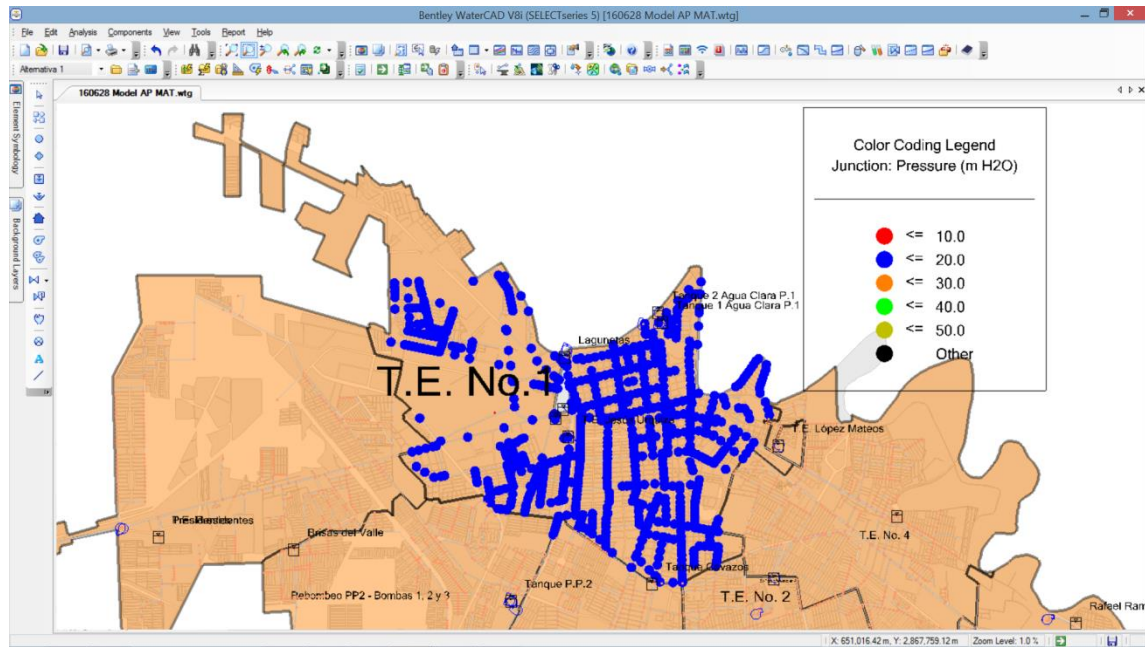 Bentley WaterCAD V8i (SELECTseries 5) [160628 Model AP MAT.wtg]
File Edit Analysis Components View Tools Report Help
Alternativa 1
160628 Model AP MAT.wtg
Element Symbology
Background Layers
Color Coding Legend
Junction: Pressure (m H2O)
<= 10.0
<= 20.0
<= 30.0
<= 40.0
<= 50.0
Other
Tanque 2 Agua Clara P.1
Tanque 1 Agua Clara P.1
Lagunetas
T.E. No.1
T.E. López Mateos
Brisas del Valle
T.E. No. 4
Tanque Cavazos
Tanque P.P.2
Rebombeo PP2 - Bombas 1, 2 y 3
T.E. No. 2
Rafael Ram
X: 651,016.42 m, Y: 2,867,759.12 m Zoom Level: 1.0 %